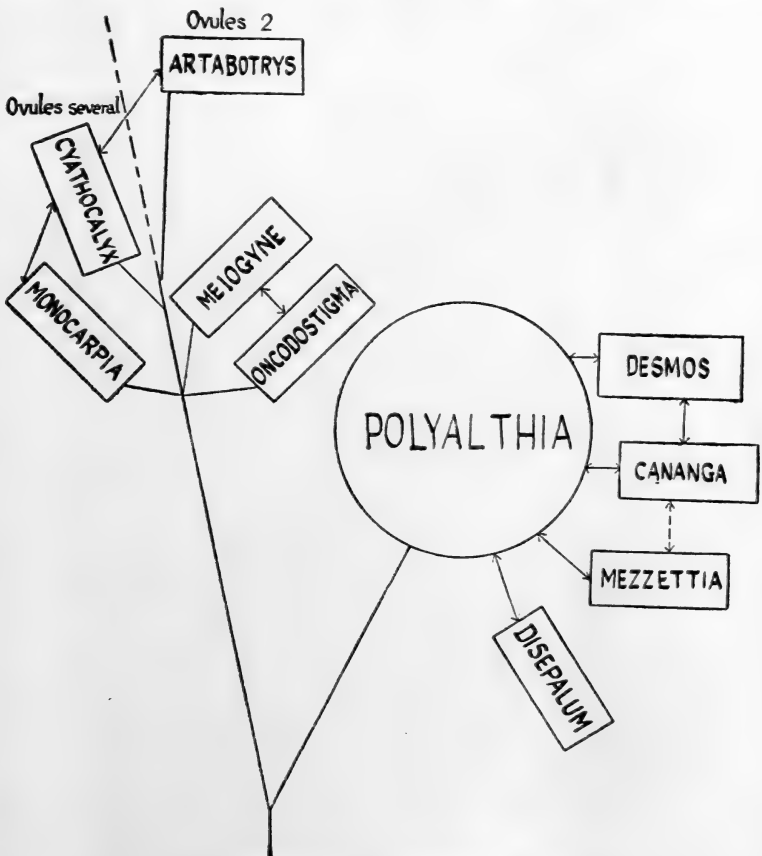 Ovules 2
ARTABOTRYS
Ovules several
CYATHOCALYX
MONOCARPIA
MEIOGYNE
ONCODOSTIGMA
POLYALTHIA
DESMOS
CANANGA
MEZZETTIA
DISEPALUM